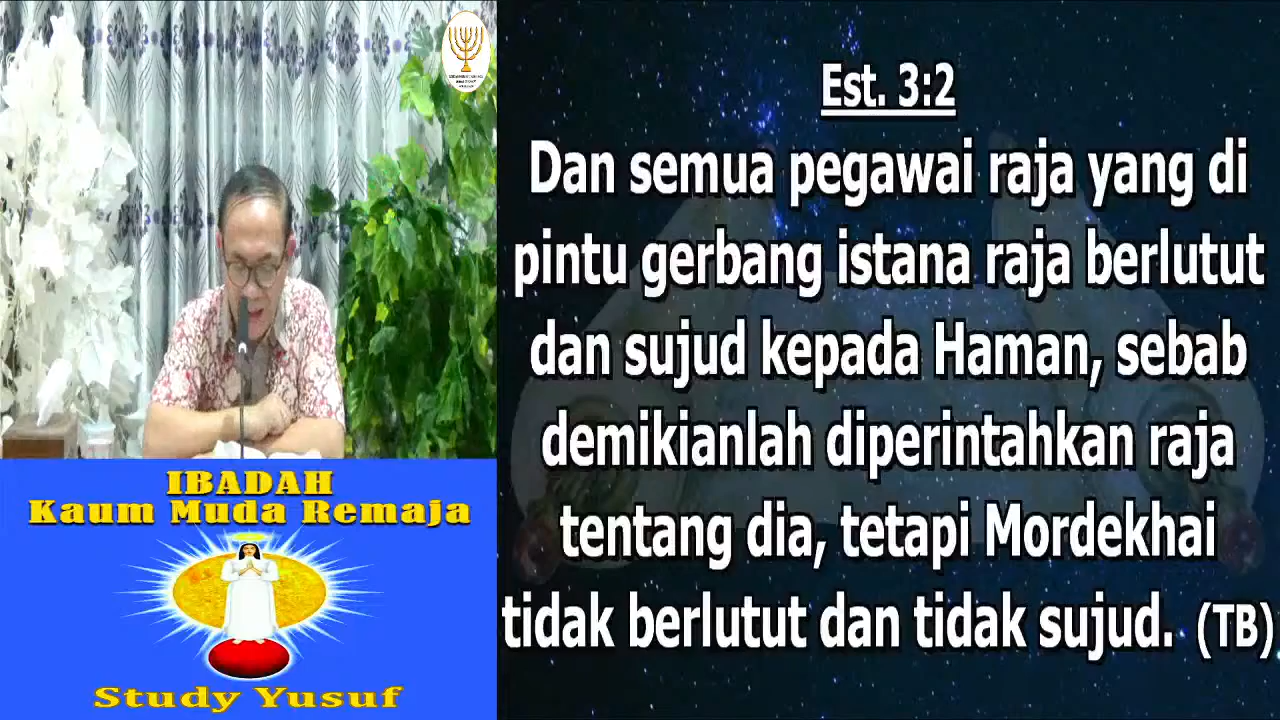 Est. 3:2
Dan semua pegawai raja yang di
pintu gerbang istana raja berlutut
dan sujud kepada Haman, sebab
demikianlah diperintahkan raja
tentang dia, tetapi Mordekhai
tidak berlutut dan tidak sujud. (TB)
IBADAH
Kaum Muda Remaja
Study Yusuf